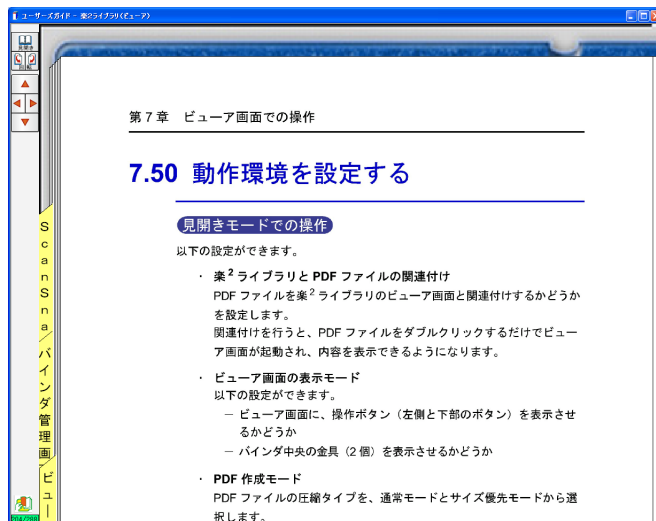 ユーザーズガイド - 楽2ライブラリ(ビューア)
見開き
回転
第７章　ビューア画面での操作
7.50 動作環境を設定する
見開きモードでの操作
以下の設定ができます。
・ 楽2 ライブラリと PDF ファイルの関連付け
PDF ファイルを楽2 ライブラリのビューア画面と関連付けするかどうか
を設定します。
関連付けを行うと、PDF ファイルをダブルクリックするだけでビュー
ア画面が起動され、内容を表示できるようになります。
・ ビューア画面の表示モード
以下の設定ができます。
－ ビューア画面に、操作ボタン（左側と下部のボタン）を表示させ
るかどうか
－ バインダ中央の金具（2 個）を表示させるかどうか
・ PDF 作成モード
PDF ファイルの圧縮タイプを、通常モードとサイズ優先モードから選
択します。
ScanSna
バインダ管理画
ビュー
204/288